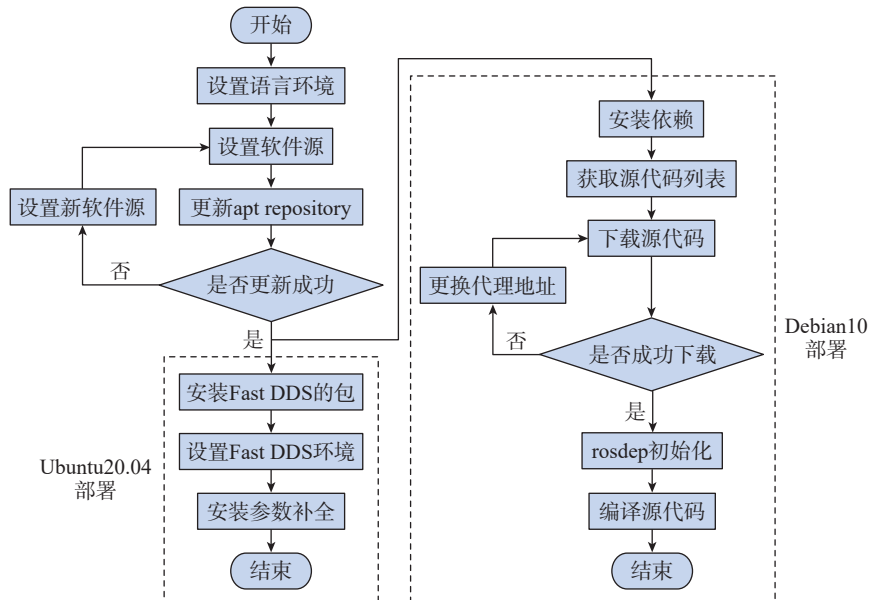 开始
设置语言环境
设置软件源
设置新软件源
更新apt repository
否
是否更新成功
是
安装Fast DDS的包
设置Fast DDS环境
Ubuntu20.04
部署
安装参数补全
结束
安装依赖
获取源代码列表
下载源代码
更换代理地址
否
是否成功下载
Debian10
部署
是
rosdep初始化
编译源代码
结束